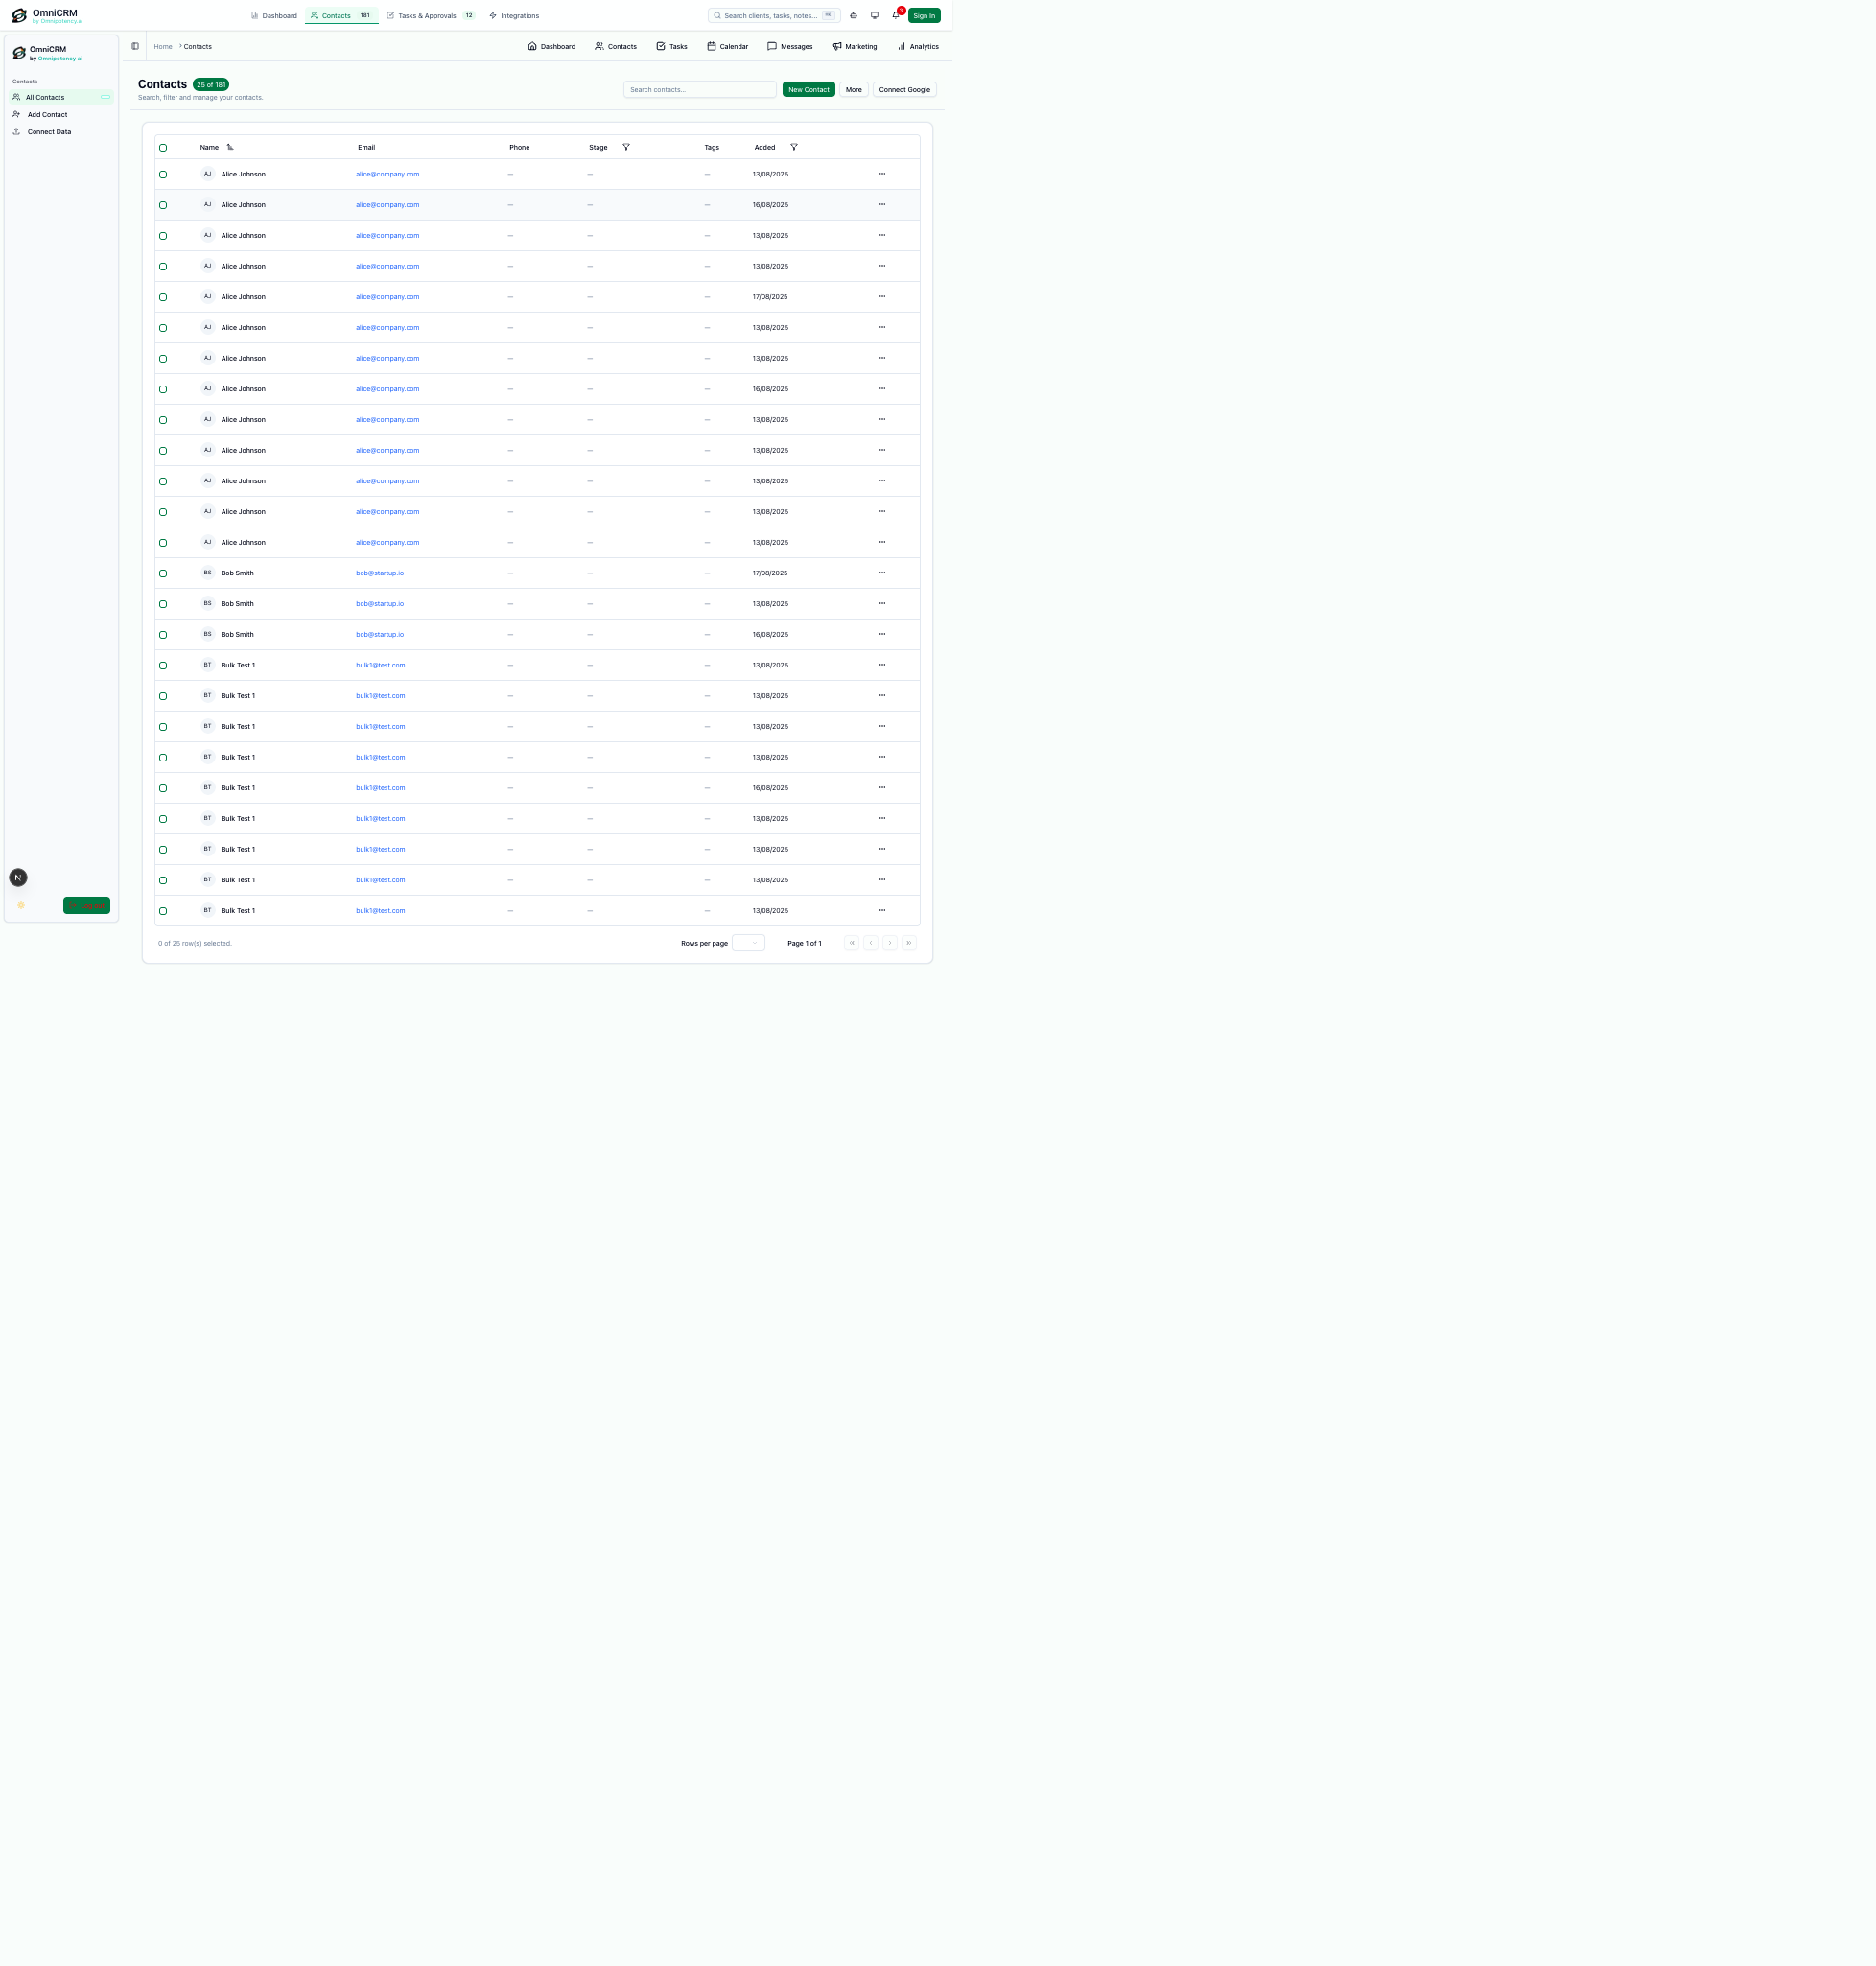 OmniCRM
by Omnipotency ai
Dashboard
Contacts 181
Tasks & Approvals 12
Integrations
Search clients, tasks, notes...
3
Sign In
OmniCRM
by Omnipotency ai
Contacts
All Contacts
Add Contact
Connect Data
Home > Contacts
Dashboard
Contacts
Tasks
Calendar
Messages
Marketing
Analytics
Contacts 25 of 181
Search, filter and manage your contacts.
Search contacts...
New Contact
More
Connect Google
Name Email Phone Stage Tags Added
AJ Alice Johnson alice@company.com — — — 13/08/2025 ...
AJ Alice Johnson alice@company.com — — — 16/08/2025 ...
AJ Alice Johnson alice@company.com — — — 13/08/2025 ...
AJ Alice Johnson alice@company.com — — — 13/08/2025 ...
AJ Alice Johnson alice@company.com — — — 17/08/2025 ...
AJ Alice Johnson alice@company.com — — — 13/08/2025 ...
AJ Alice Johnson alice@company.com — — — 13/08/2025 ...
AJ Alice Johnson alice@company.com — — — 16/08/2025 ...
AJ Alice Johnson alice@company.com — — — 13/08/2025 ...
AJ Alice Johnson alice@company.com — — — 13/08/2025 ...
AJ Alice Johnson alice@company.com — — — 13/08/2025 ...
AJ Alice Johnson alice@company.com — — — 13/08/2025 ...
AJ Alice Johnson alice@company.com — — — 13/08/2025 ...
BS Bob Smith bob@startup.io — — — 17/08/2025 ...
BS Bob Smith bob@startup.io — — — 13/08/2025 ...
BS Bob Smith bob@startup.io — — — 16/08/2025 ...
BT Bulk Test 1 bulk1@test.com — — — 13/08/2025 ...
BT Bulk Test 1 bulk1@test.com — — — 13/08/2025 ...
BT Bulk Test 1 bulk1@test.com — — — 13/08/2025 ...
BT Bulk Test 1 bulk1@test.com — — — 13/08/2025 ...
BT Bulk Test 1 bulk1@test.com — — — 16/08/2025 ...
BT Bulk Test 1 bulk1@test.com — — — 13/08/2025 ...
BT Bulk Test 1 bulk1@test.com — — — 13/08/2025 ...
BT Bulk Test 1 bulk1@test.com — — — 13/08/2025 ...
BT Bulk Test 1 bulk1@test.com — — — 13/08/2025 ...
N
0 of 25 row(s) selected.
Rows per page
Page 1 of 1